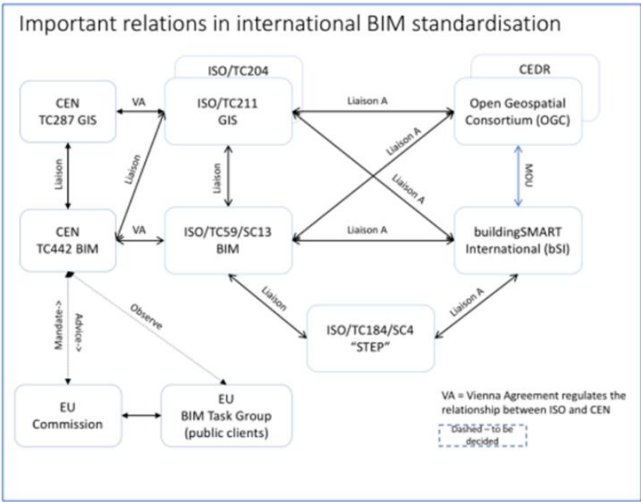 Important relations in international BIM standardisation
ISO/TC204
CEDR
CEN
TC287 GIS
VA
ISO/TC211
GIS
Liaison A
Open Geospatial
Consortium (OGC)
Liaison
Liaison
Liaison
Liaison A
Liaison A
MOU
CEN
TC442 BIM
VA
ISO/TC59/SC13
BIM
Liaison A
buildingSMART
International (bSI)
Mandate->
Advice->
Observe
Liaison
Liaison A
ISO/TC184/SC4
"STEP"
EU
Commission
EU
BIM Task Group
(public clients)
VA = Vienna Agreement regulates the
relationship between ISO and CEN
Dashed – to be
decided